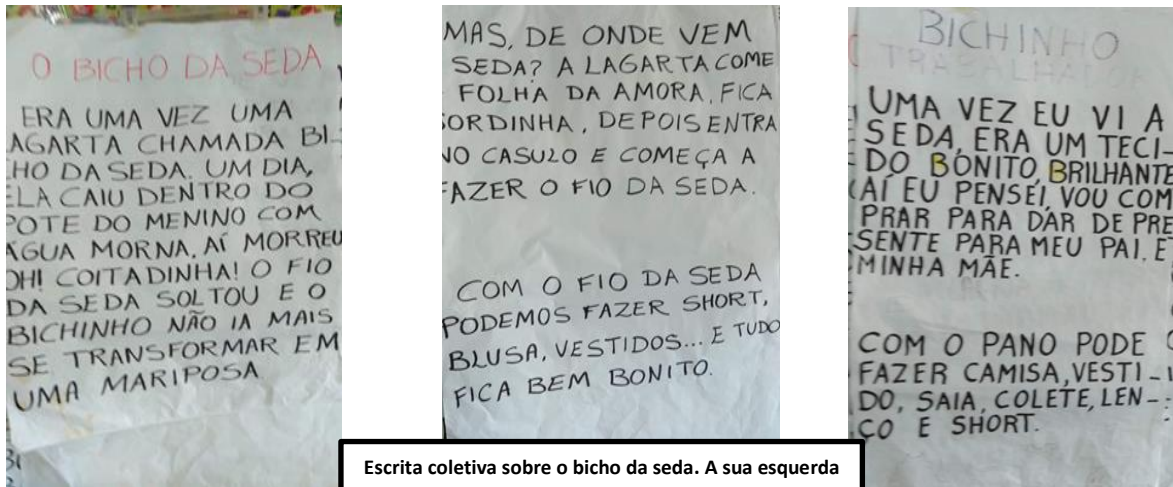 O BICHO DA SEDA
ERA UMA VEZ UMA
LAGARTA CHAMADA BI-
CHO DA SEDA. UM DIA,
ELA CAIU DENTRO DO
POTE DO MENINO COM
ÁGUA MORNA. AÍ MORREU
OH! COITADINHA! O FIO
DA SEDA SOLTOU E O
BICHINHO NÃO IA MAIS
SE TRANSFORMAR EM
UMA MARIPOSA
MAS, DE ONDE VEM
SEDA? A LAGARTA COME
FOLHA DA AMORA, FICA
GORDINHA, DEPOIS ENTRA
NO CASULO E COMEÇA A
FAZER O FIO DA SEDA.
COM O FIO DA SEDA
PODEMOS FAZER SHORT,
BLUSA, VESTIDOS... E TUDO
FICA BEM BONITO.
BICHINHO
TRABALHADOR
UMA VEZ EU VI A
SEDA, ERA UM TECI-
DO BONITO, BRILHANTE
AÍ EU PENSEI, VOU COM
PRAR PARA DAR DE PRE
SENTE PARA MEU PAI, E
MINHA MÃE.
COM O PANO PODE
FAZER CAMISA, VESTI-
DO, SAIA, COLETE, LEN-
ÇO E SHORT.
Escrita coletiva sobre o bicho da seda. A sua esquerda